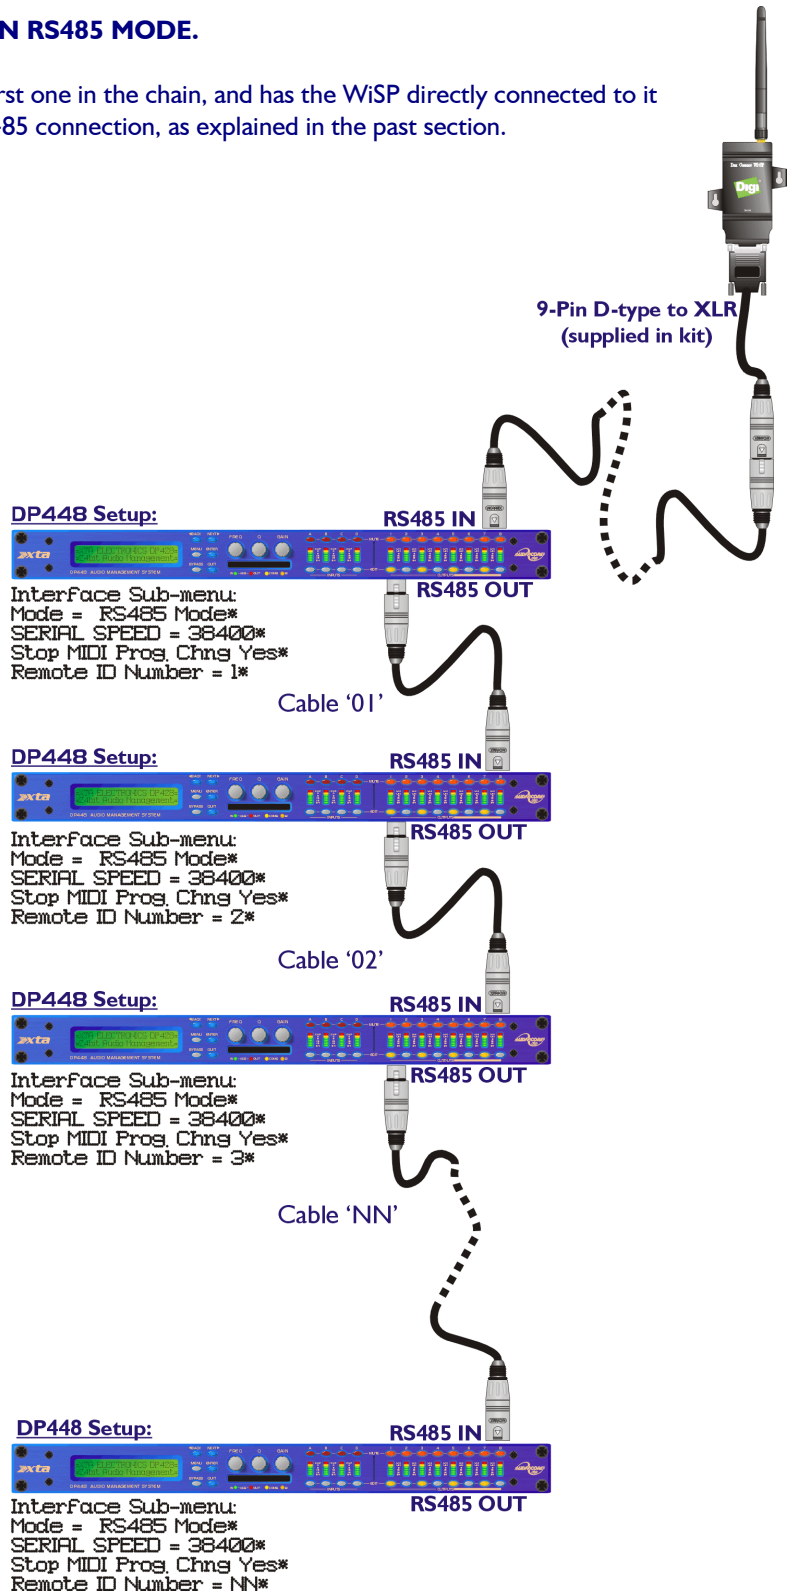 N RS485 MODE.
rst one in the chain, and has the WiSP directly connected to it
85 connection, as explained in the past section.
Digi
9-Pin D-type to XLR
(supplied in kit)
DP448 Setup:
RS485 IN
xta
RS485 OUT
Interface Sub-menu:
Mode = RS485 Mode*
SERIAL SPEED = 38400*
Stop MIDI Prog. Chng Yes*
Remote ID Number = 1*
Cable ‘01’
DP448 Setup:
RS485 IN
xta
RS485 OUT
Interface Sub-menu:
Mode = RS485 Mode*
SERIAL SPEED = 38400*
Stop MIDI Prog. Chng Yes*
Remote ID Number = 2*
Cable ‘02’
DP448 Setup:
RS485 IN
xta
RS485 OUT
Interface Sub-menu:
Mode = RS485 Mode*
SERIAL SPEED = 38400*
Stop MIDI Prog. Chng Yes*
Remote ID Number = 3*
Cable ‘NN’
DP448 Setup:
RS485 IN
xta
RS485 OUT
Interface Sub-menu:
Mode = RS485 Mode*
SERIAL SPEED = 38400*
Stop MIDI Prog. Chng Yes*
Remote ID Number = NN*